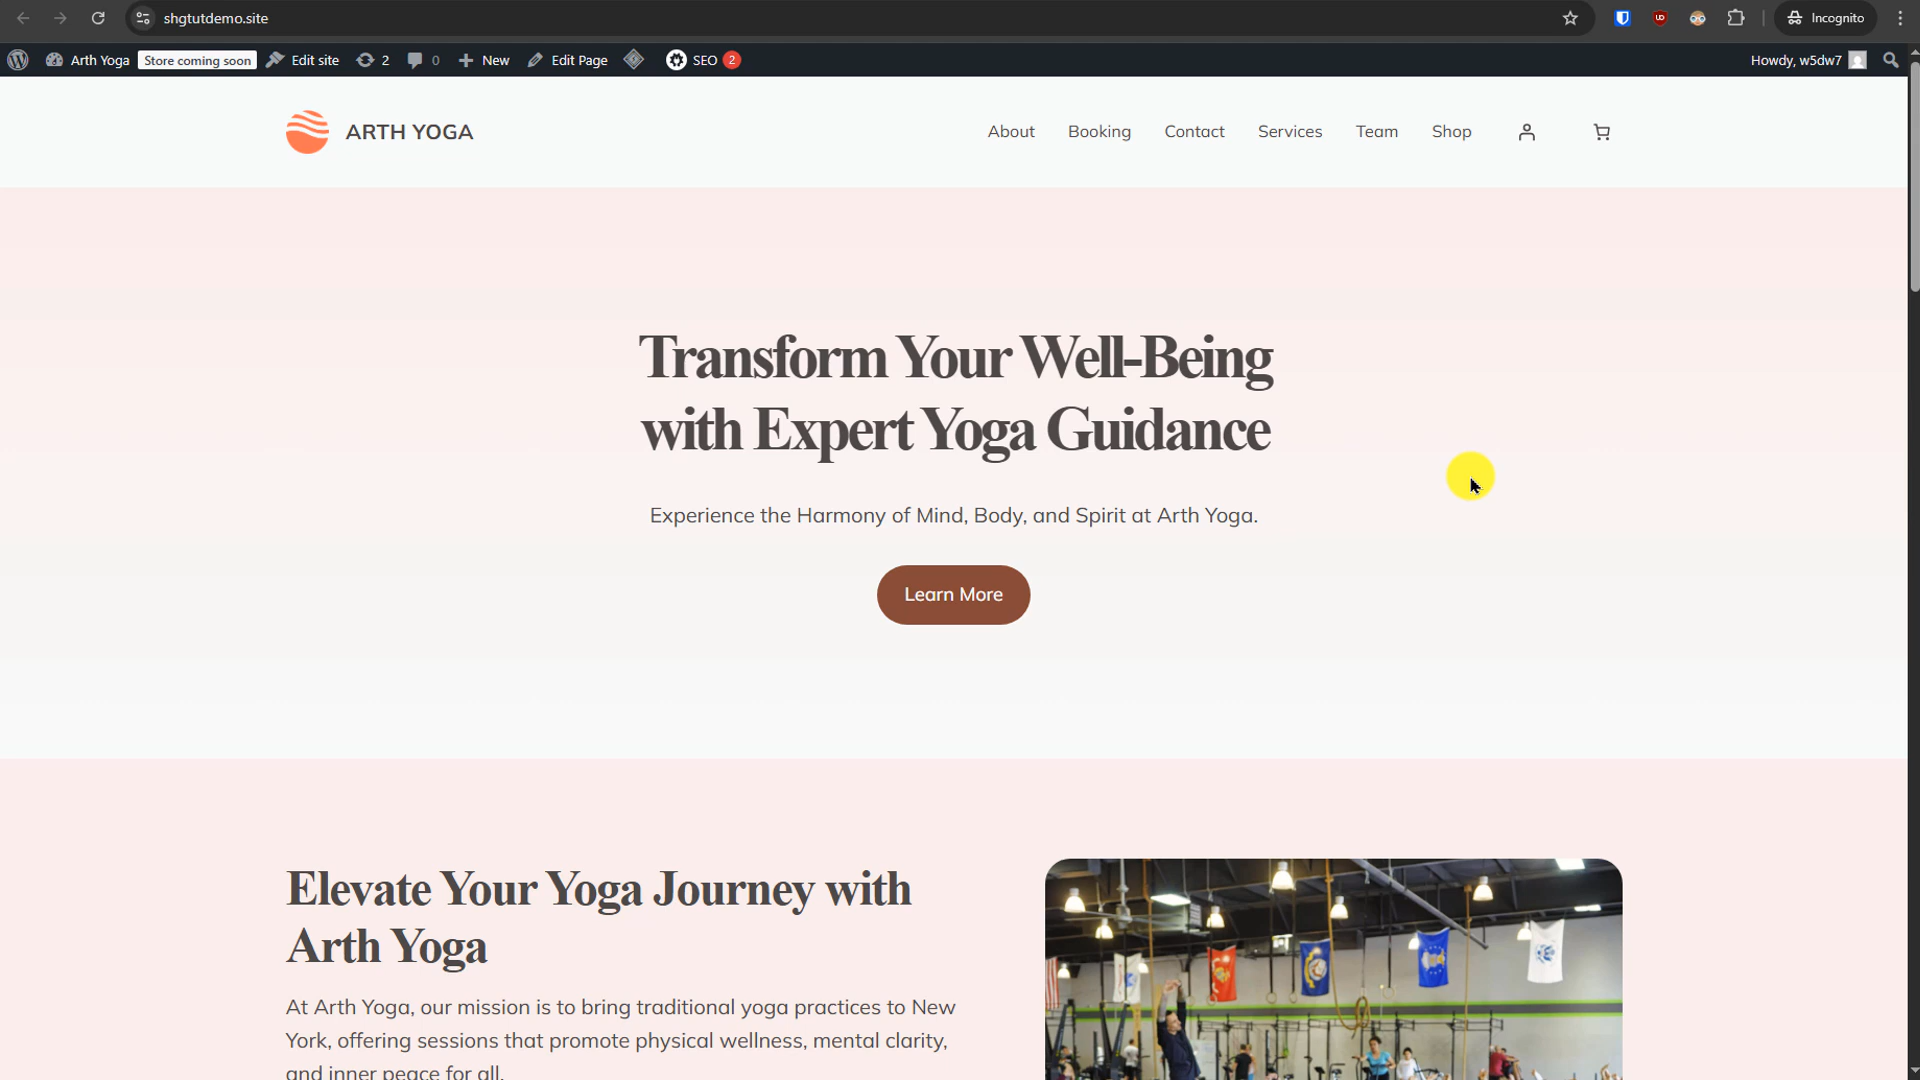 shgtutdemo.site
Incognito
Arth Yoga Store coming soon Edit site 2 0 New Edit Page SEO 2 Howdy, w5dw7
ARTH YOGA
About Booking Contact Services Team Shop
Transform Your Well-Being
with Expert Yoga Guidance
Experience the Harmony of Mind, Body, and Spirit at Arth Yoga.
Learn More
Elevate Your Yoga Journey with
Arth Yoga
At Arth Yoga, our mission is to bring traditional yoga practices to New
York, offering sessions that promote physical wellness, mental clarity,
and inner peace for all.